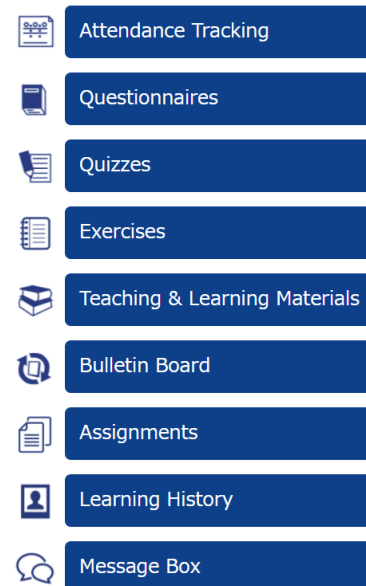 Attendance Tracking
Questionnaires
Quizzes
Exercises
Teaching & Learning Materials
Bulletin Board
Assignments
Learning History
Message Box